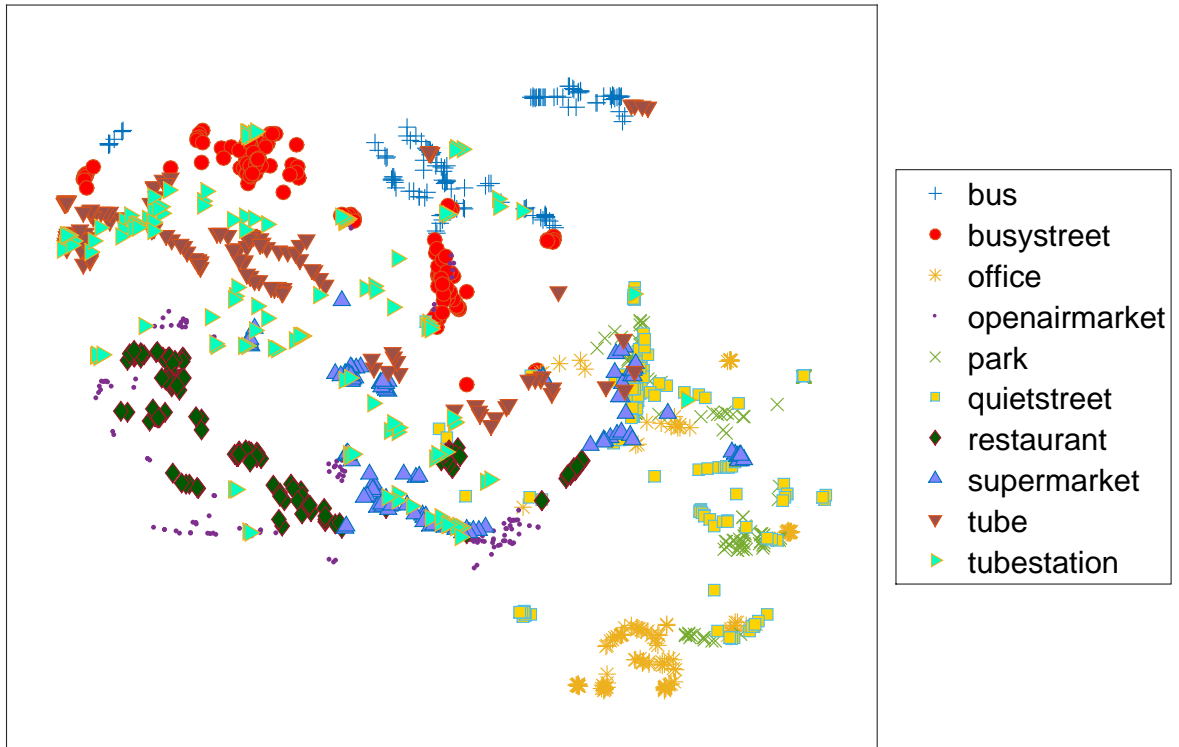 bus
busystreet
office
openairmarket
park
quietstreet
restaurant
supermarket
tube
tubestation